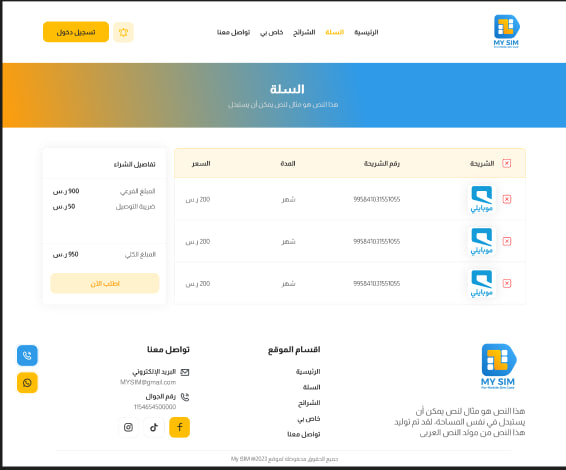 MY SIM
For Mobile Sim Card
الرئيسية
السلة
الشرائح
خاص بي
تواصل معنا
تسجيل دخول
السلة
هذا النص هو مثال لنص يمكن أن يستبدل
الشريحة رقم الشريحة المدة السعر
موبايلي 995841031551055 شهر 200 ر.س
موبايلي 995841031551055 شهر 200 ر.س
موبايلي 995841031551055 شهر 200 ر.س
تفاصيل الشراء
المبلغ الفرعي 900 ر.س
ضريبة التوصيل 50 ر.س
المبلغ الكلي 950 ر.س
اطلب الآن
MY SIM
For Mobile Sim Card
هذا النص هو مثال لنص يمكن أن
يستبدل في نفس المساحة، لقد تم توليد
هذا النص من مولد النص العربى
اقسام الموقع
الرئيسية
السلة
الشرائح
خاص بي
تواصل معنا
تواصل معنا
البريد الإلكتروني
MYSIM@gmail.com
رقم الجوال
1154654500000
جميع الحقوق محفوظة لموقع My SIM @2023